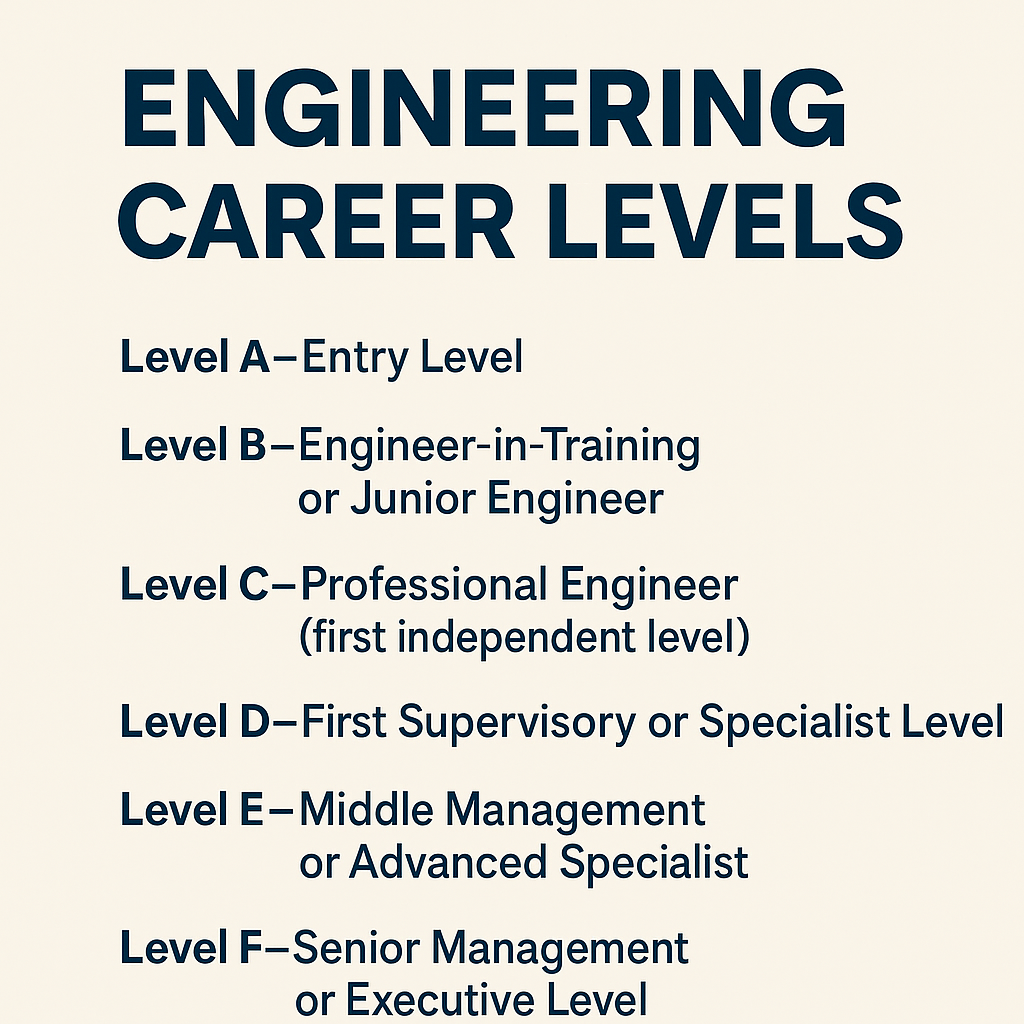 ENGINEERING
CAREER LEVELS
Level A–Entry Level
Level B–Engineer-in-Training
or Junior Engineer
Level C–Professional Engineer
(first independent level)
Level D–First Supervisory or Specialist Level
Level E–Middle Management
or Advanced Specialist
Level F–Senior Management
or Executive Level